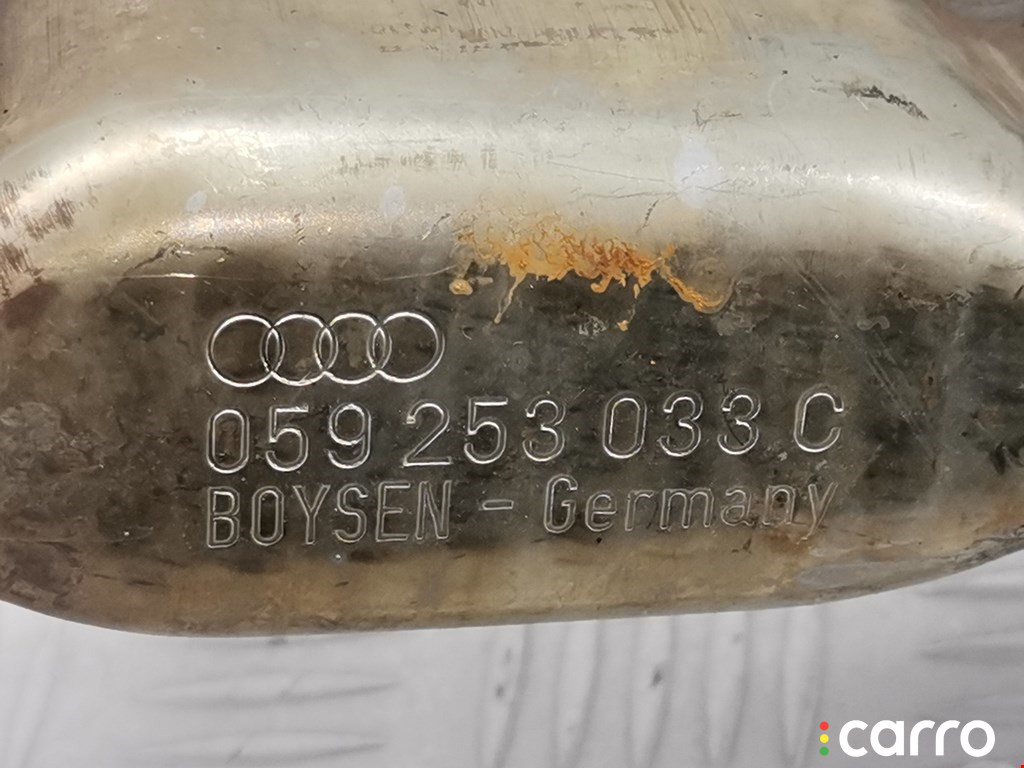 059 253 033 C
BOYSEN - Germany
carro